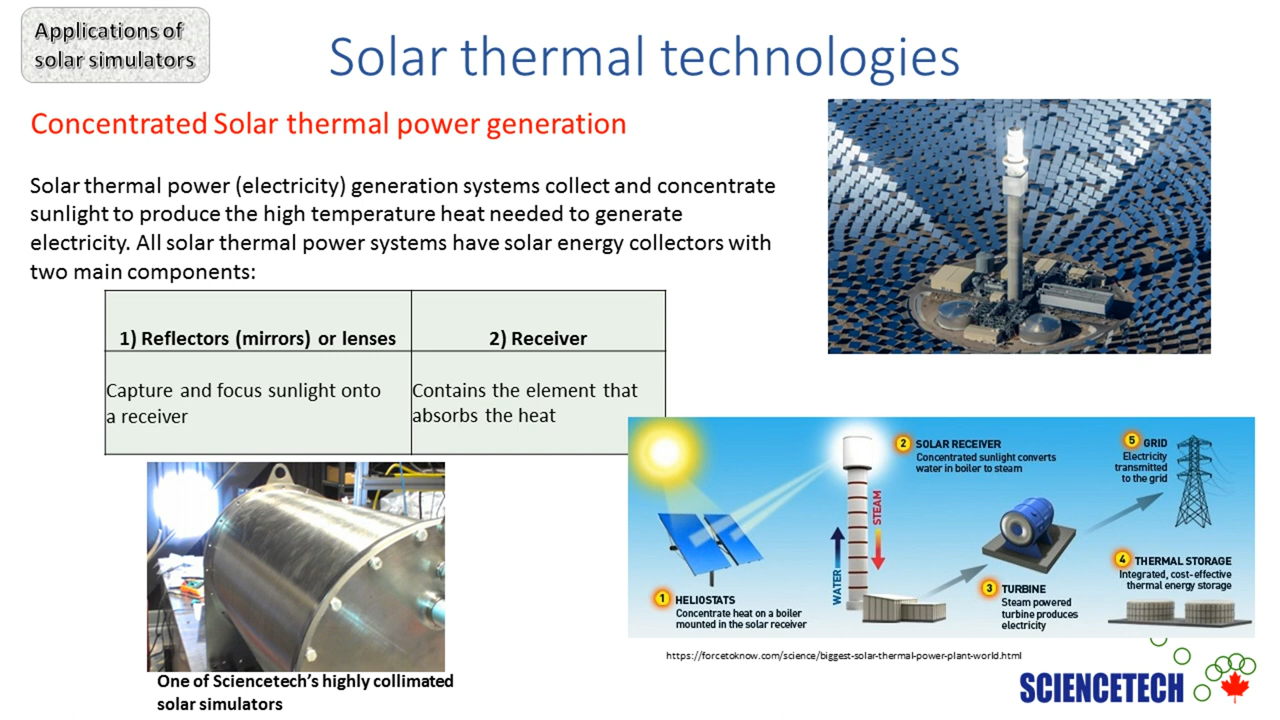 Applications of
solar simulators
Solar thermal technologies
Concentrated Solar thermal power generation
Solar thermal power (electricity) generation systems collect and concentrate
sunlight to produce the high temperature heat needed to generate
electricity. All solar thermal power systems have solar energy collectors with
two main components:
1) Reflectors (mirrors) or lenses
2) Receiver
Capture and focus sunlight onto
a receiver
Contains the element that
absorbs the heat
1 HELIOSTATS
Concentrate heat on a boiler
mounted in the solar receiver
WATER
STEAM
2 SOLAR RECEIVER
Concentrated sunlight converts
water in boiler to steam
3 TURBINE
Steam powered
turbine produces
electricity
4 THERMAL STORAGE
Integrated, cost-effective
thermal energy storage
5 GRID
Electricity
transmitted
to the grid
https://forcetoknow.com/science/biggest-solar-thermal-power-plant-world.html
One of Sciencetech's highly collimated
solar simulators
SCIENCETECH